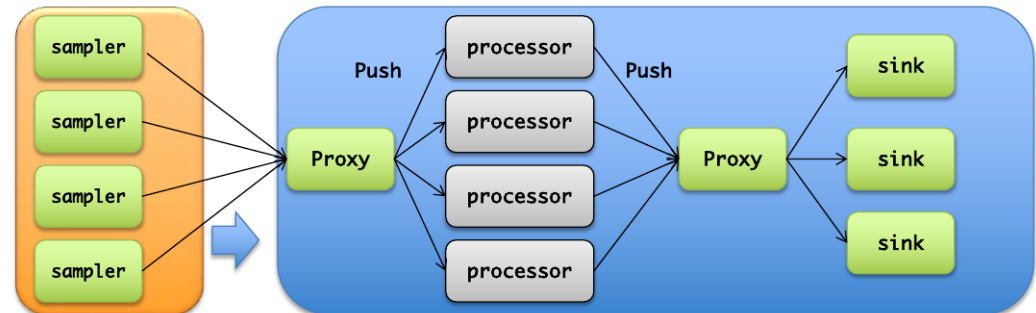 sampler
sampler
sampler
sampler
Proxy
Push
processor
processor
processor
processor
Push
Proxy
sink
sink
sink